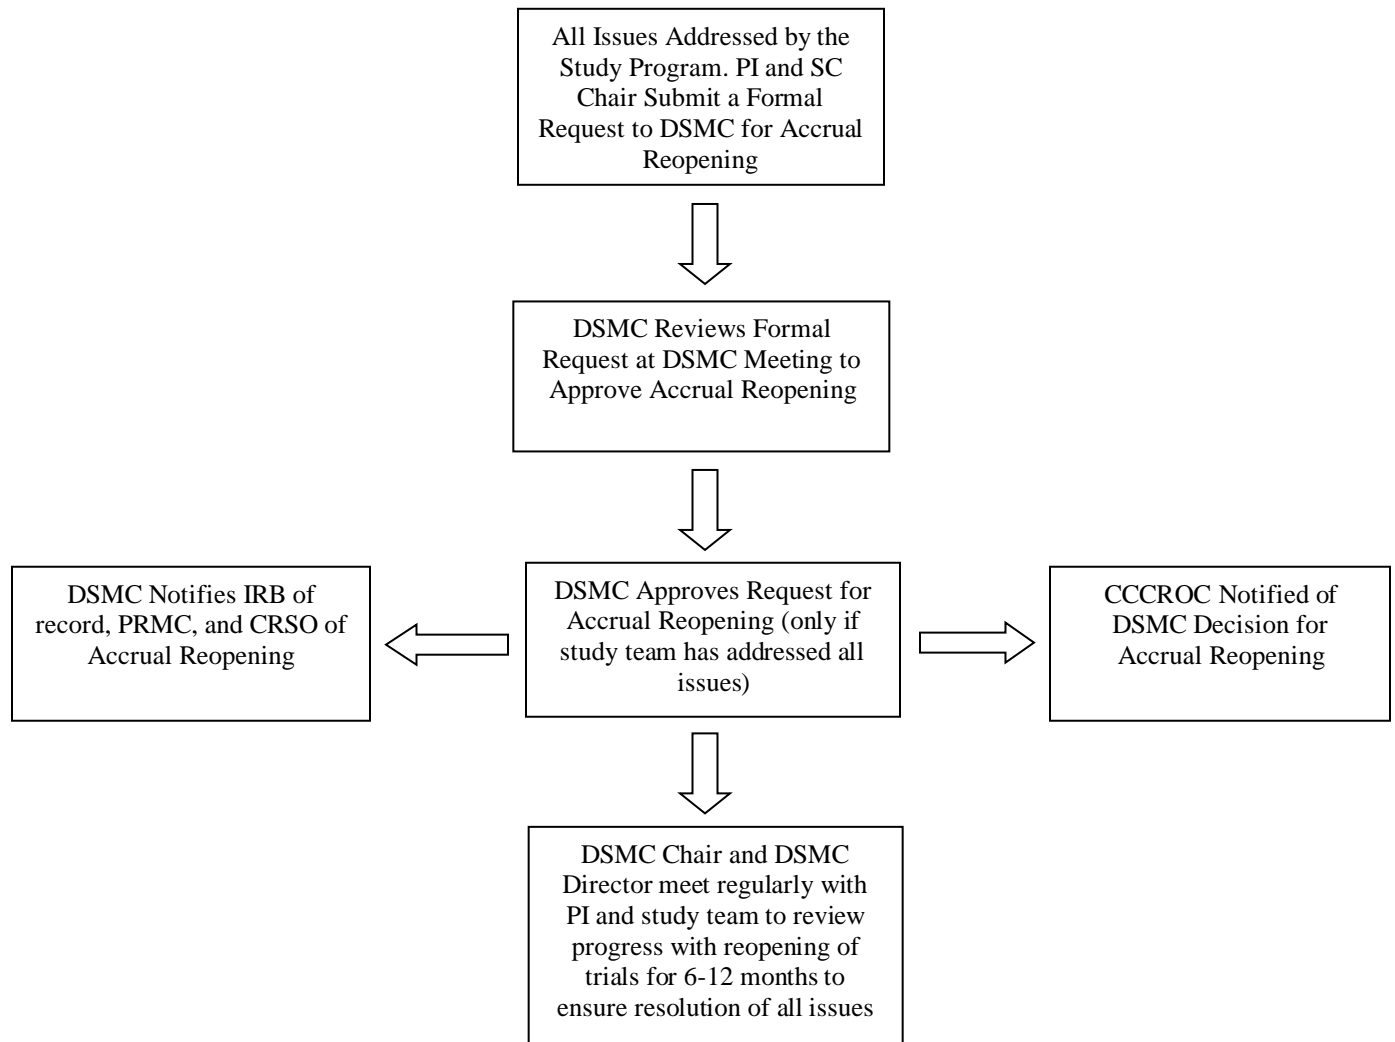 All Issues Addressed by the
Study Program. PI and SC
Chair Submit a Formal
Request to DSMC for Accrual
Reopening
DSMC Reviews Formal
Request at DSMC Meeting to
Approve Accrual Reopening
DSMC Notifies IRB of
record, PRMC, and CRSO of
Accrual Reopening
DSMC Approves Request for
Accrual Reopening (only if
study team has addressed all
issues)
CCCROC Notified of
DSMC Decision for
Accrual Reopening
DSMC Chair and DSMC
Director meet regularly with
PI and study team to review
progress with reopening of
trials for 6-12 months to
ensure resolution of all issues